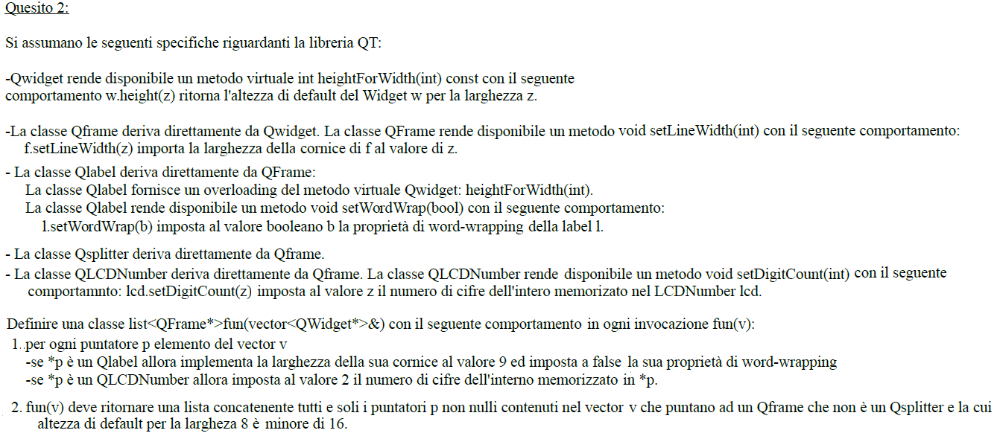 Quesito 2:
Si assumano le seguenti specifiche riguardanti la libreria QT:
-Qwidget rende disponibile un metodo virtuale int heightForWidth(int) const con il seguente
comportamento w.height(z) ritorna l'altezza di default del Widget w per la larghezza z.
-La classe Qframe deriva direttamente da Qwidget. La classe QFrame rende disponibile un metodo void setLineWidth(int) con il seguente comportamento:
f.setLineWidth(z) importa la larghezza della cornice di f al valore di z.
- La classe Qlabel deriva direttamente da QFrame:
La classe Qlabel fornisce un overloading del metodo virtuale Qwidget: heightForWidth(int).
La classe Qlabel rende disponibile un metodo void setWordWrap(bool) con il seguente comportamento:
l.setWordWrap(b) imposta al valore booleano b la proprietà di word-wrapping della label l.
- La classe Qsplitter deriva direttamente da Qframe.
- La classe QLCDNumber deriva direttamente da Qframe. La classe QLCDNumber rende disponibile un metodo void setDigitCount(int) con il seguente
comportamnto: lcd.setDigitCount(z) imposta al valore z il numero di cifre dell'intero memorizato nel LCDNumber lcd.
Definire una classe list<QFrame*>fun(vector<QWidget*>&) con il seguente comportamento in ogni invocazione fun(v):
1..per ogni puntatore p elemento del vector v
-se *p è un Qlabel allora implementa la larghezza della sua cornice al valore 9 ed imposta a false la sua proprietà di word-wrapping
-se *p è un QLCDNumber allora imposta al valore 2 il numero di cifre dell'interno memorizzato in *p.
2. fun(v) deve ritornare una lista concatenente tutti e soli i puntatori p non nulli contenuti nel vector v che puntano ad un Qframe che non è un Qsplitter e la cui
altezza di default per la largheza 8 è minore di 16.